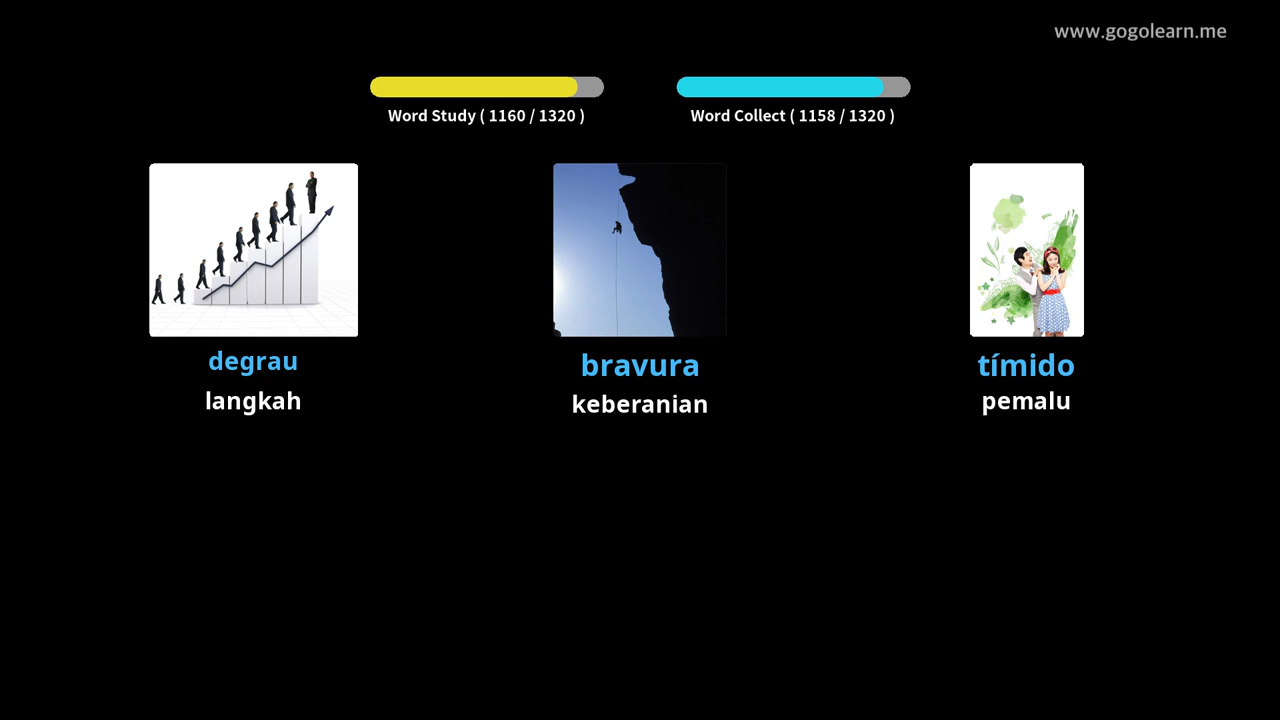 www.gogolearn.me
Word Study ( 1160 / 1320 )
Word Collect ( 1158 / 1320 )
degrau
langkah
bravura
keberanian
tímido
pemalu